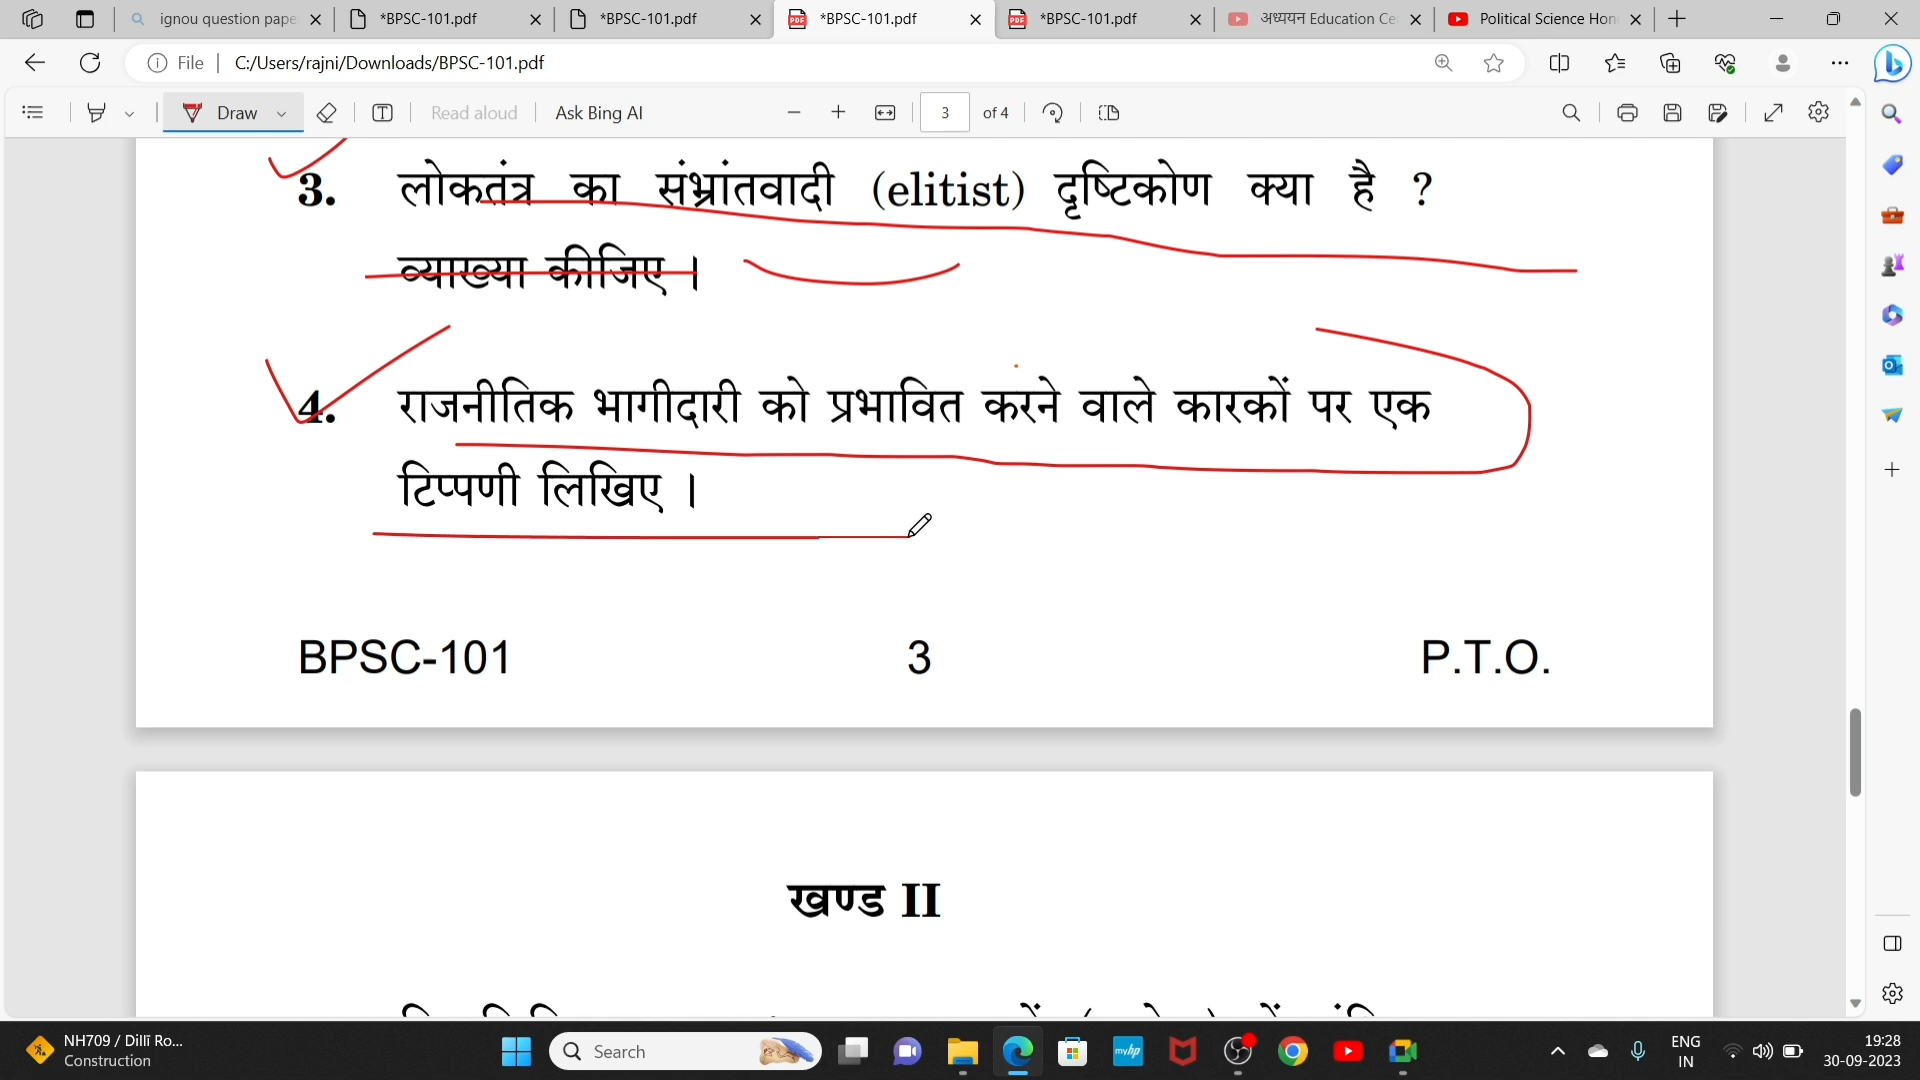 ignou question pape
*BPSC-101.pdf
*BPSC-101.pdf
*BPSC-101.pdf
*BPSC-101.pdf
अध्ययन Education Ce
Political Science Hon
File
C:/Users/rajni/Downloads/BPSC-101.pdf
Draw
Read aloud
Ask Bing AI
3
of 4
3. लोकतंत्र का संभ्रांतवादी (elitist) दृष्टिकोण क्या है ?
व्याख्या कीजिए ।
4. राजनीतिक भागीदारी को प्रभावित करने वाले कारकों पर एक
टिप्पणी लिखिए ।
BPSC-101 3 P.T.O.
खण्ड II
NH709 / Dillī Ro...
Construction
Search
myhp
ENG
IN
19:28
30-09-2023